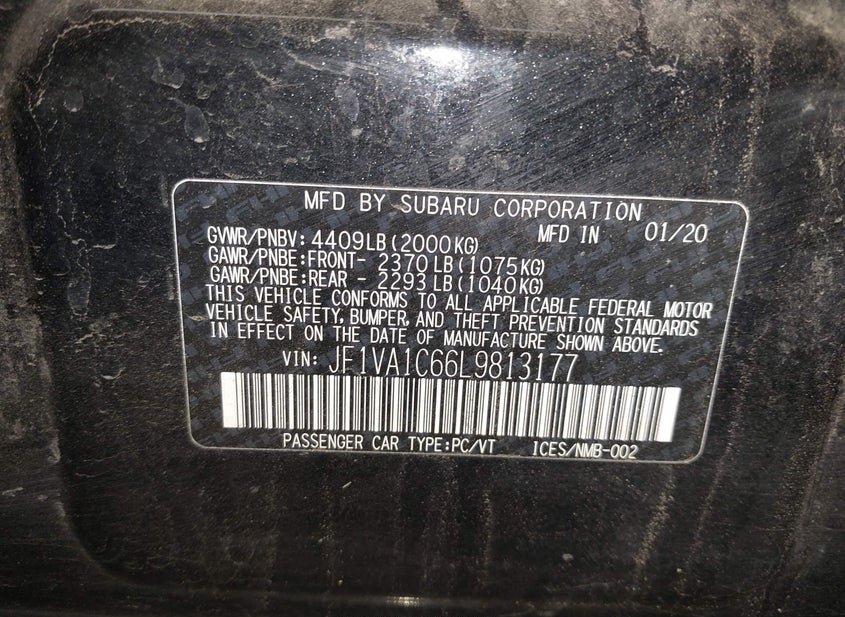 MFD BY SUBARU CORPORATION
GVWR/PNBV: 4409LB (2000KG) MFD IN 01/20
GAWR/PNBE:FRONT- 2370LB (1075KG)
GAWR/PNBE:REAR - 2293LB (1040KG)
THIS VEHICLE CONFORMS TO ALL APPLICABLE FEDERAL MOTOR
VEHICLE SAFETY, BUMPER, AND THEFT PREVENTION STANDARDS
IN EFFECT ON THE DATE OF MANUFACTURE SHOWN ABOVE.
VIN: JF1VA1C66L9813177
PASSENGER CAR TYPE:PC/VT ICES/NMB-002